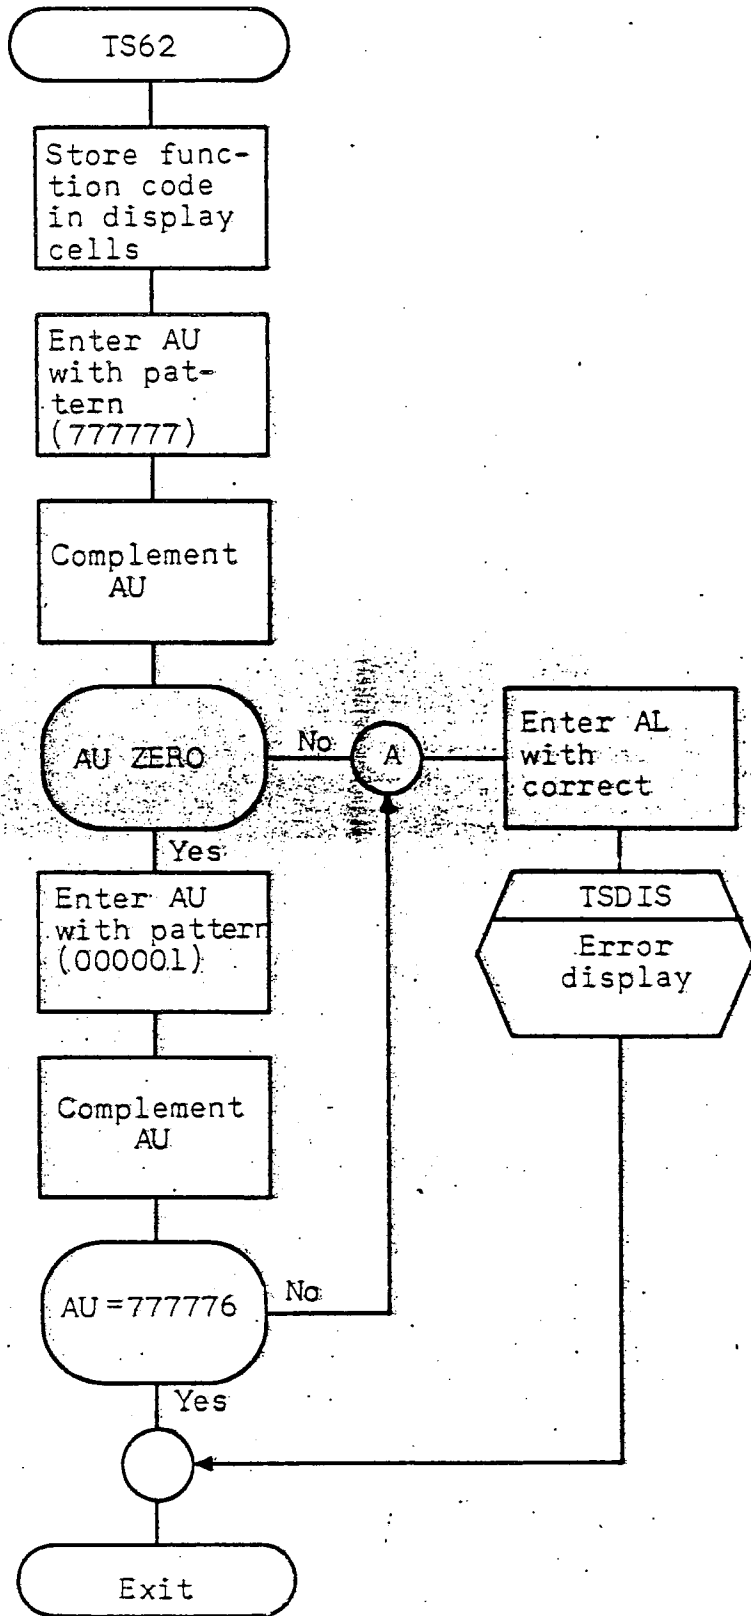 TS62
Store func-
tion code
in display
cells
Enter AU
with pat-
tern
(777777)
Complement
AU
AU ZERO
No
A
Enter AL
with
correct
Yes
TSDIS
Error
display
Enter AU
with pattern
(000001)
Complement
AU
AU=777776
No
Yes
Exit